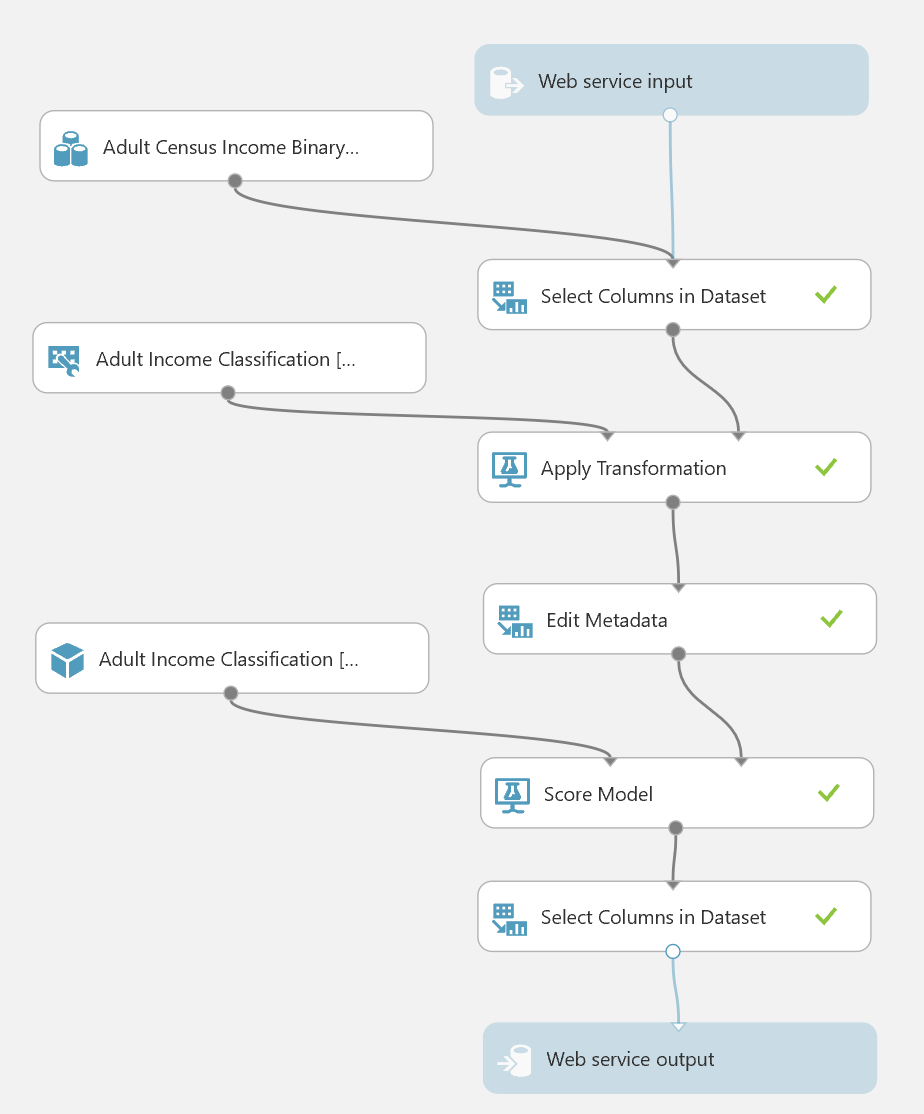 Web service input
Adult Census Income Binary...
Select Columns in Dataset
Adult Income Classification [...
Apply Transformation
Edit Metadata
Adult Income Classification [...
Score Model
Select Columns in Dataset
Web service output